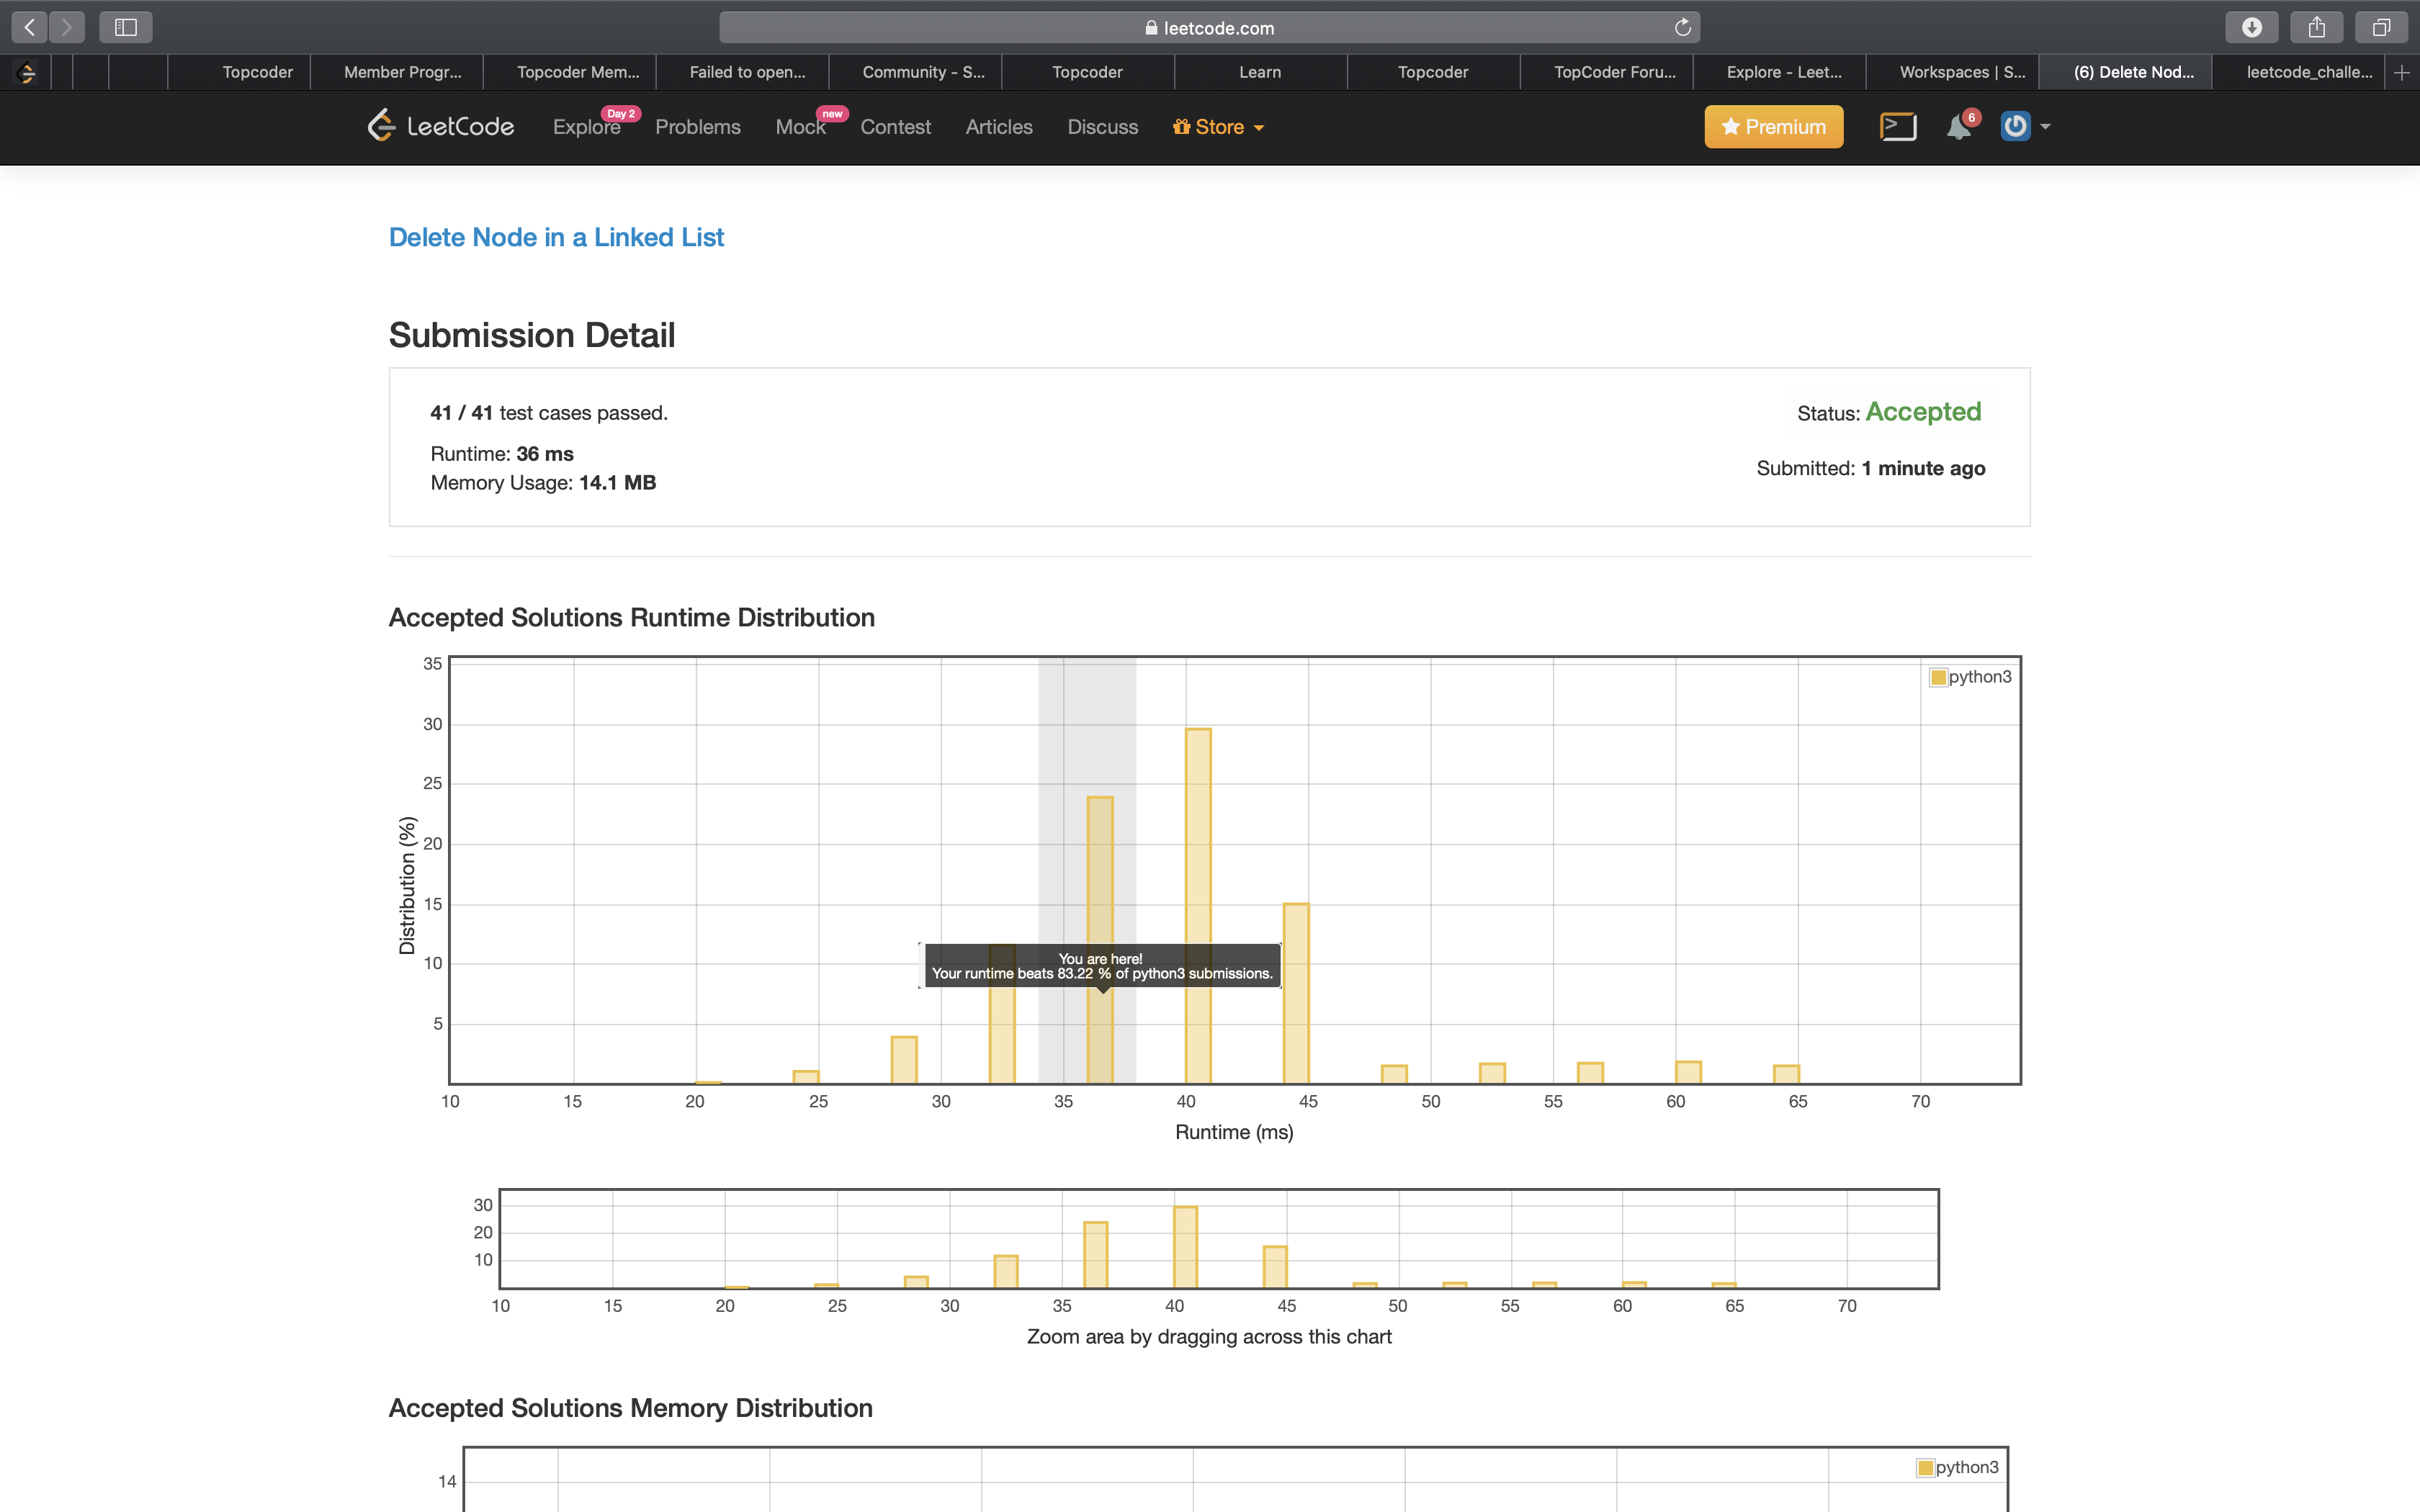 leetcode.com
Topcoder
Member Progr...
Topcoder Mem...
Failed to open...
Community - S...
Topcoder
Learn
Topcoder
TopCoder Foru...
Explore - Leet...
Workspaces | S...
(6) Delete Nod...
leetcode_challe...
LeetCode
Explore
Day 2
Problems
Mock
new
Contest
Articles
Discuss
Store
Premium
6
Delete Node in a Linked List
Submission Detail
41 / 41 test cases passed.
Status: Accepted
Runtime: 36 ms
Submitted: 1 minute ago
Memory Usage: 14.1 MB
Accepted Solutions Runtime Distribution
35
30
25
20
15
10
5
Distribution (%)
python3
You are here!
Your runtime beats 83.22 % of python3 submissions.
10 15 20 25 30 35 40 45 50 55 60 65 70
Runtime (ms)
30
20
10
10 15 20 25 30 35 40 45 50 55 60 65 70
Zoom area by dragging across this chart
Accepted Solutions Memory Distribution
14
python3